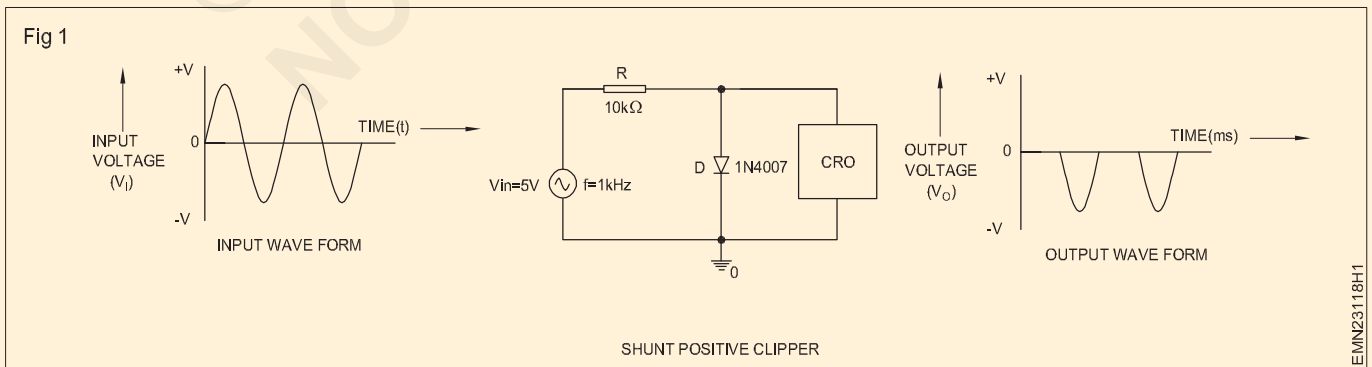 Fig 1
+V
INPUT
VOLTAGE
(VI)
0
TIME(t)
-V
INPUT WAVE FORM
R
10kΩ
Vin=5V
f=1kHz
D
1N4007
CRO
0
+V
OUTPUT
VOLTAGE
(VO)
0
TIME(ms)
-V
OUTPUT WAVE FORM
SHUNT POSITIVE CLIPPER
EMN23118H1
NO